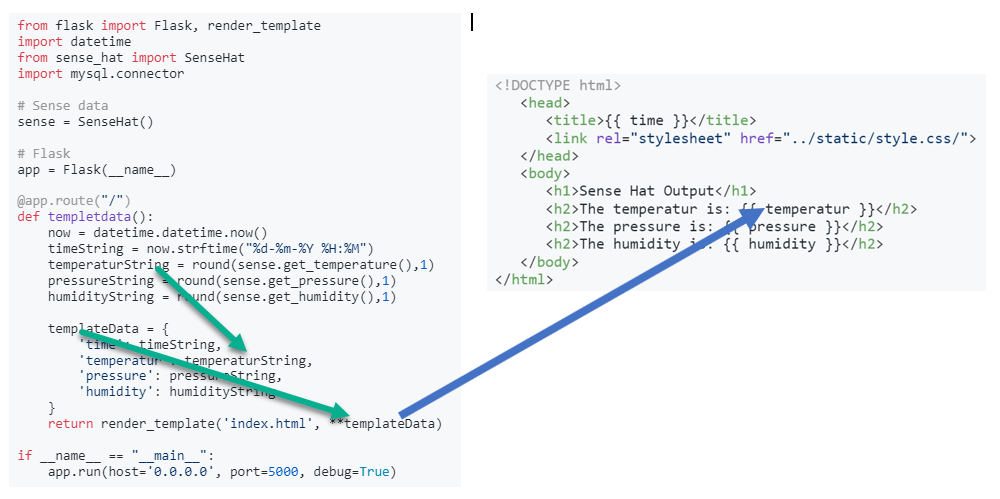 from flask import Flask, render_template
import datetime
from sense_hat import SenseHat
import mysql.connector
# Sense data
sense = SenseHat()
# Flask
app = Flask(__name__)
@app.route("/")
def templetdata():
now = datetime.datetime.now()
timeString = now.strftime("%d-%m-%Y %H:%M")
temperaturString = round(sense.get_temperature(),1)
pressureString = round(sense.get_pressure(),1)
humidityString = round(sense.get_humidity(),1)
templateData = {
'time': timeString,
'temperatur': temperaturString,
'pressure': pressureString,
'humidity': humidityString
}
return render_template('index.html', **templateData)
if __name__ == "__main__":
app.run(host='0.0.0.0', port=5000, debug=True)
<!DOCTYPE html>
<head>
<title>{{ time }}</title>
<link rel="stylesheet" href="../static/style.css/">
</head>
<body>
<h1>Sense Hat Output</h1>
<h2>The temperatur is: {{ temperatur }}</h2>
<h2>The pressure is: {{ pressure }}</h2>
<h2>The humidity is: {{ humidity }}</h2>
</body>
</html>